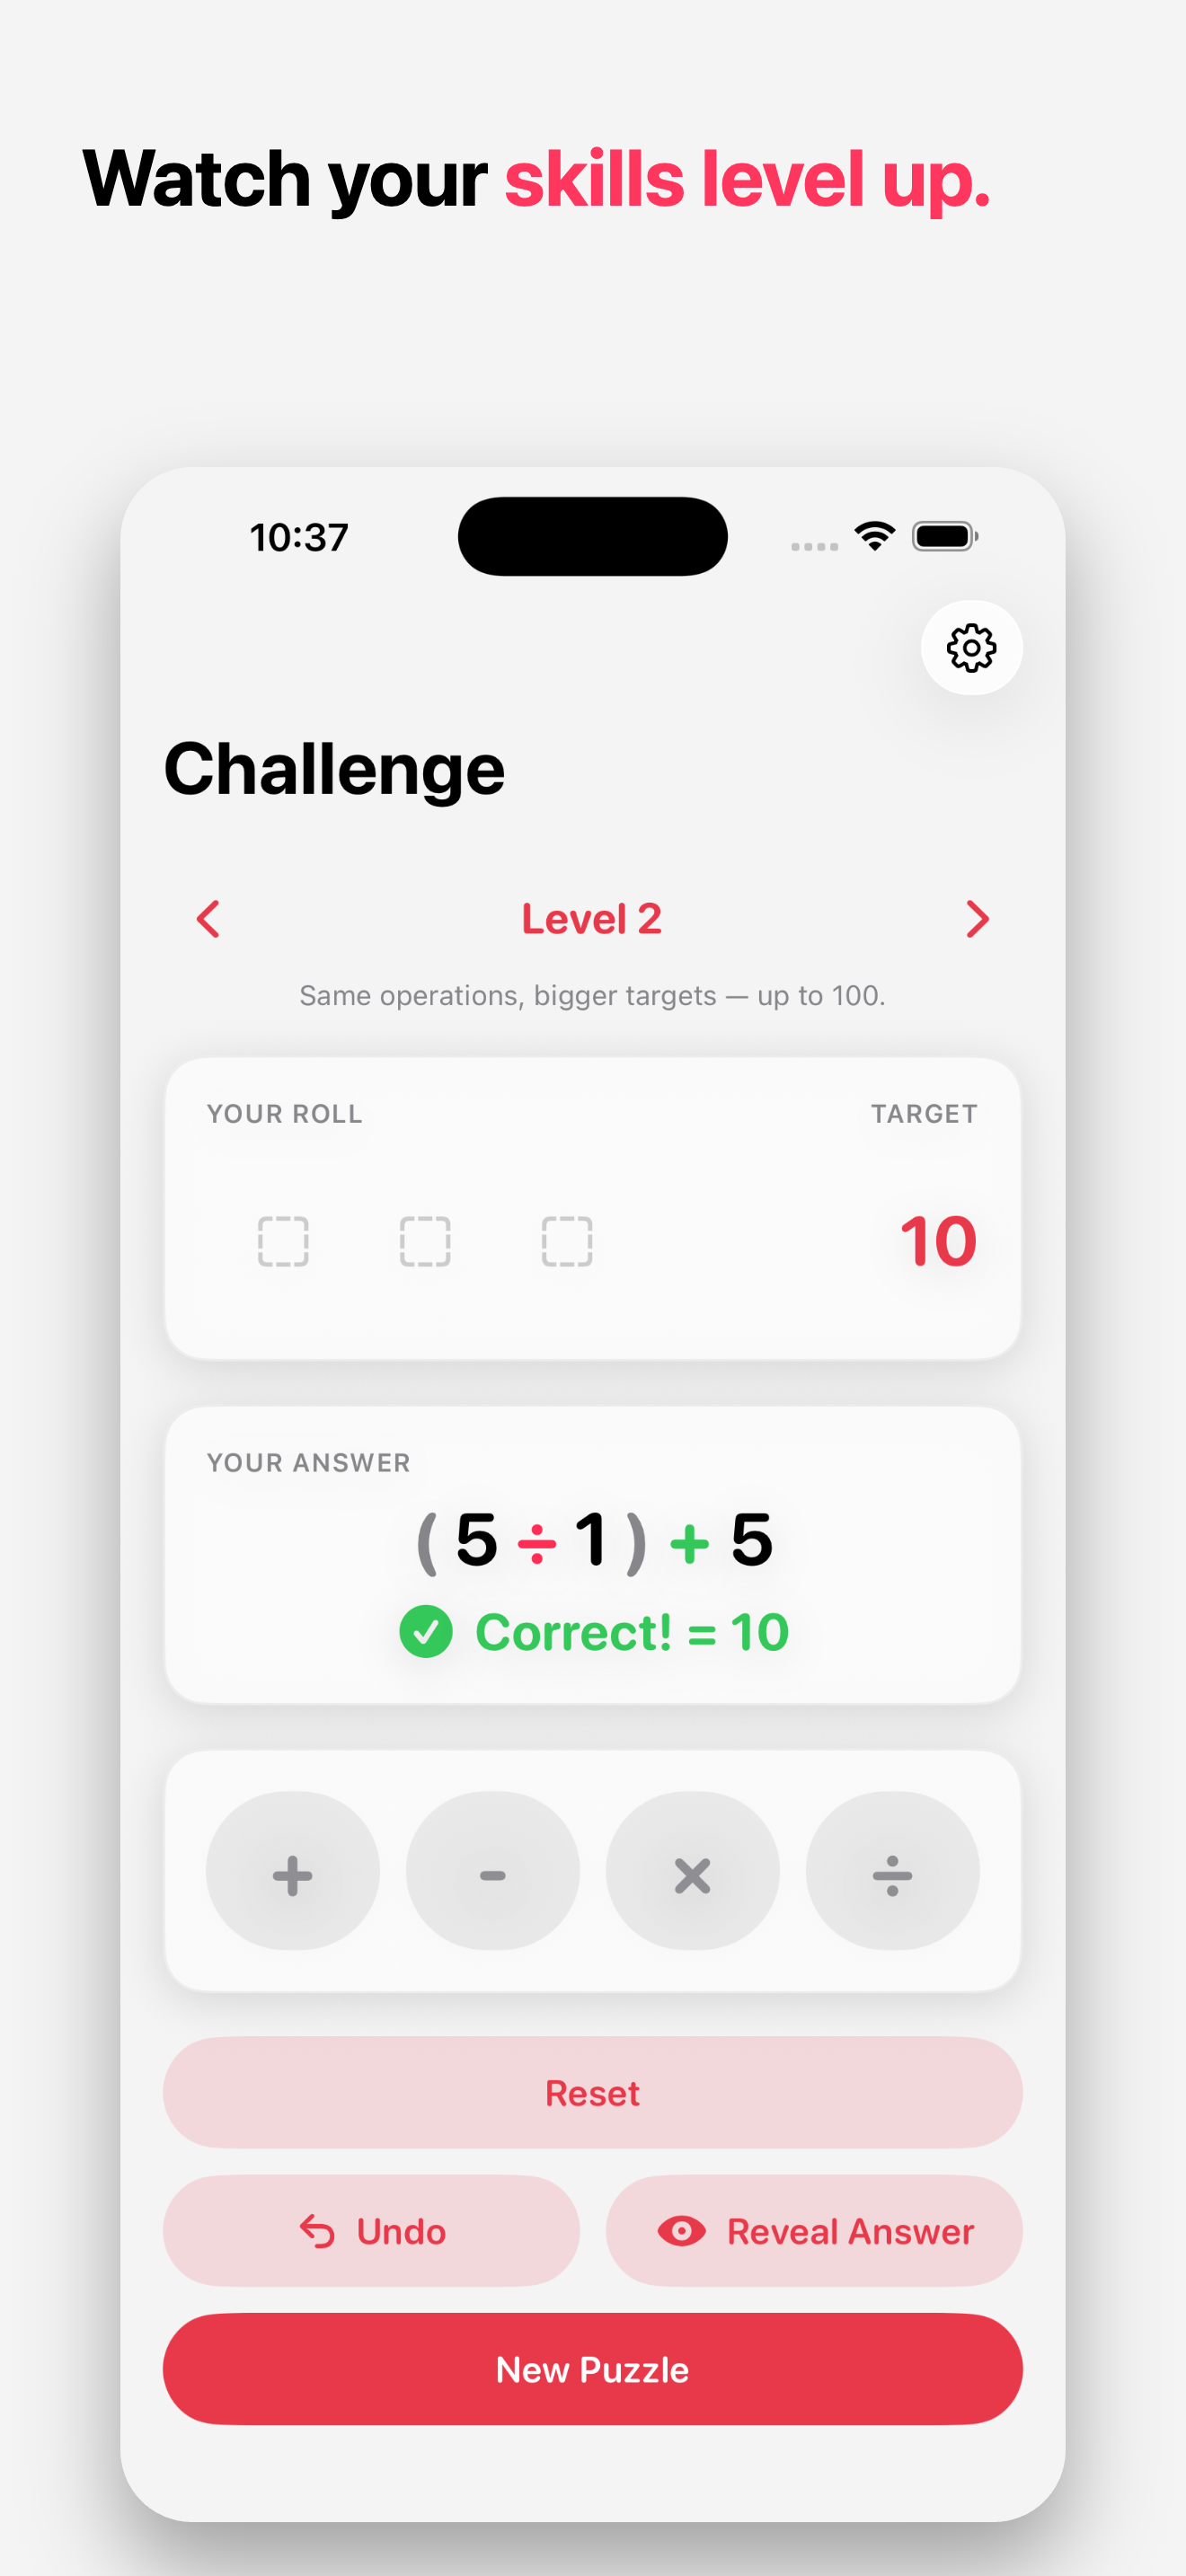 Watch your skills level up.
10:37
Challenge
Level 2
Same operations, bigger targets — up to 100.
YOUR ROLL TARGET
10
YOUR ANSWER
( 5 ÷ 1 ) + 5
Correct! = 10
+ - × ÷
Reset
Undo Reveal Answer
New Puzzle